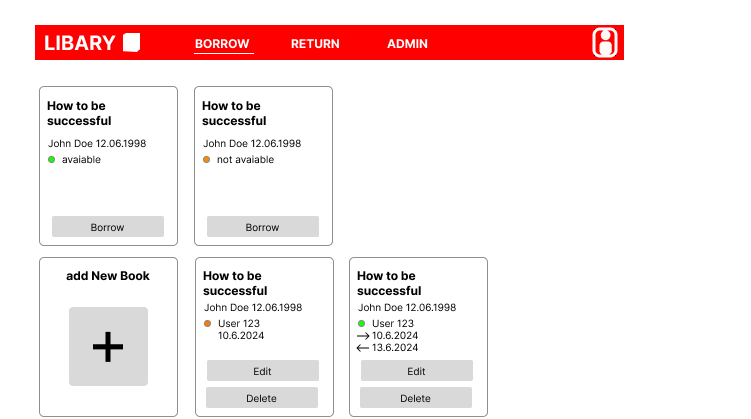 LIBARY BORROW RETURN ADMIN
How to be
successful
John Doe 12.06.1998
avaiable
Borrow
How to be
successful
John Doe 12.06.1998
not avaiable
Borrow
add New Book
+
How to be
successful
John Doe 12.06.1998
User 123
10.6.2024
Edit
Delete
How to be
successful
John Doe 12.06.1998
User 123
→ 10.6.2024
← 13.6.2024
Edit
Delete